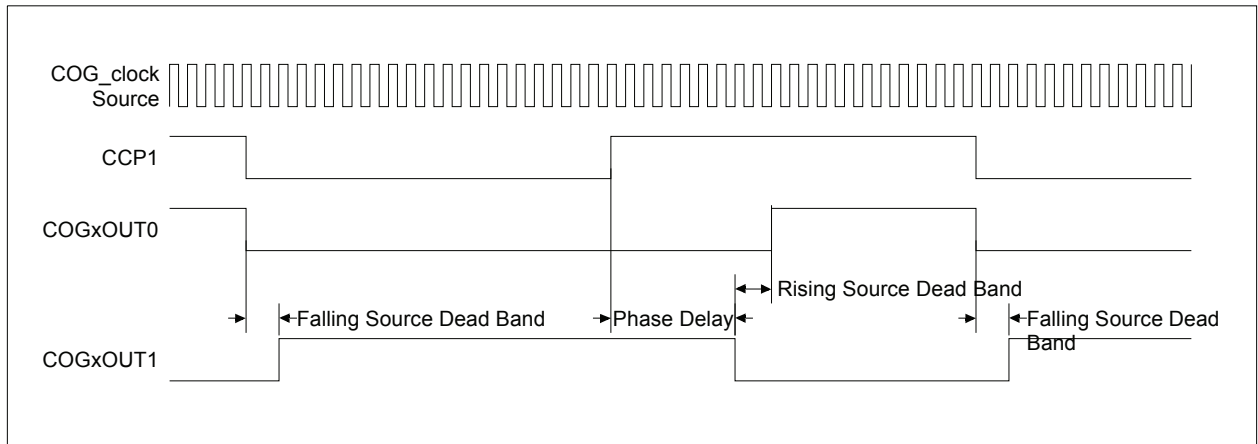 COG_clock
Source
CCP1
COGxOUT0
Rising Source Dead Band
Falling Source Dead Band
Phase Delay
Falling Source Dead
Band
COGxOUT1